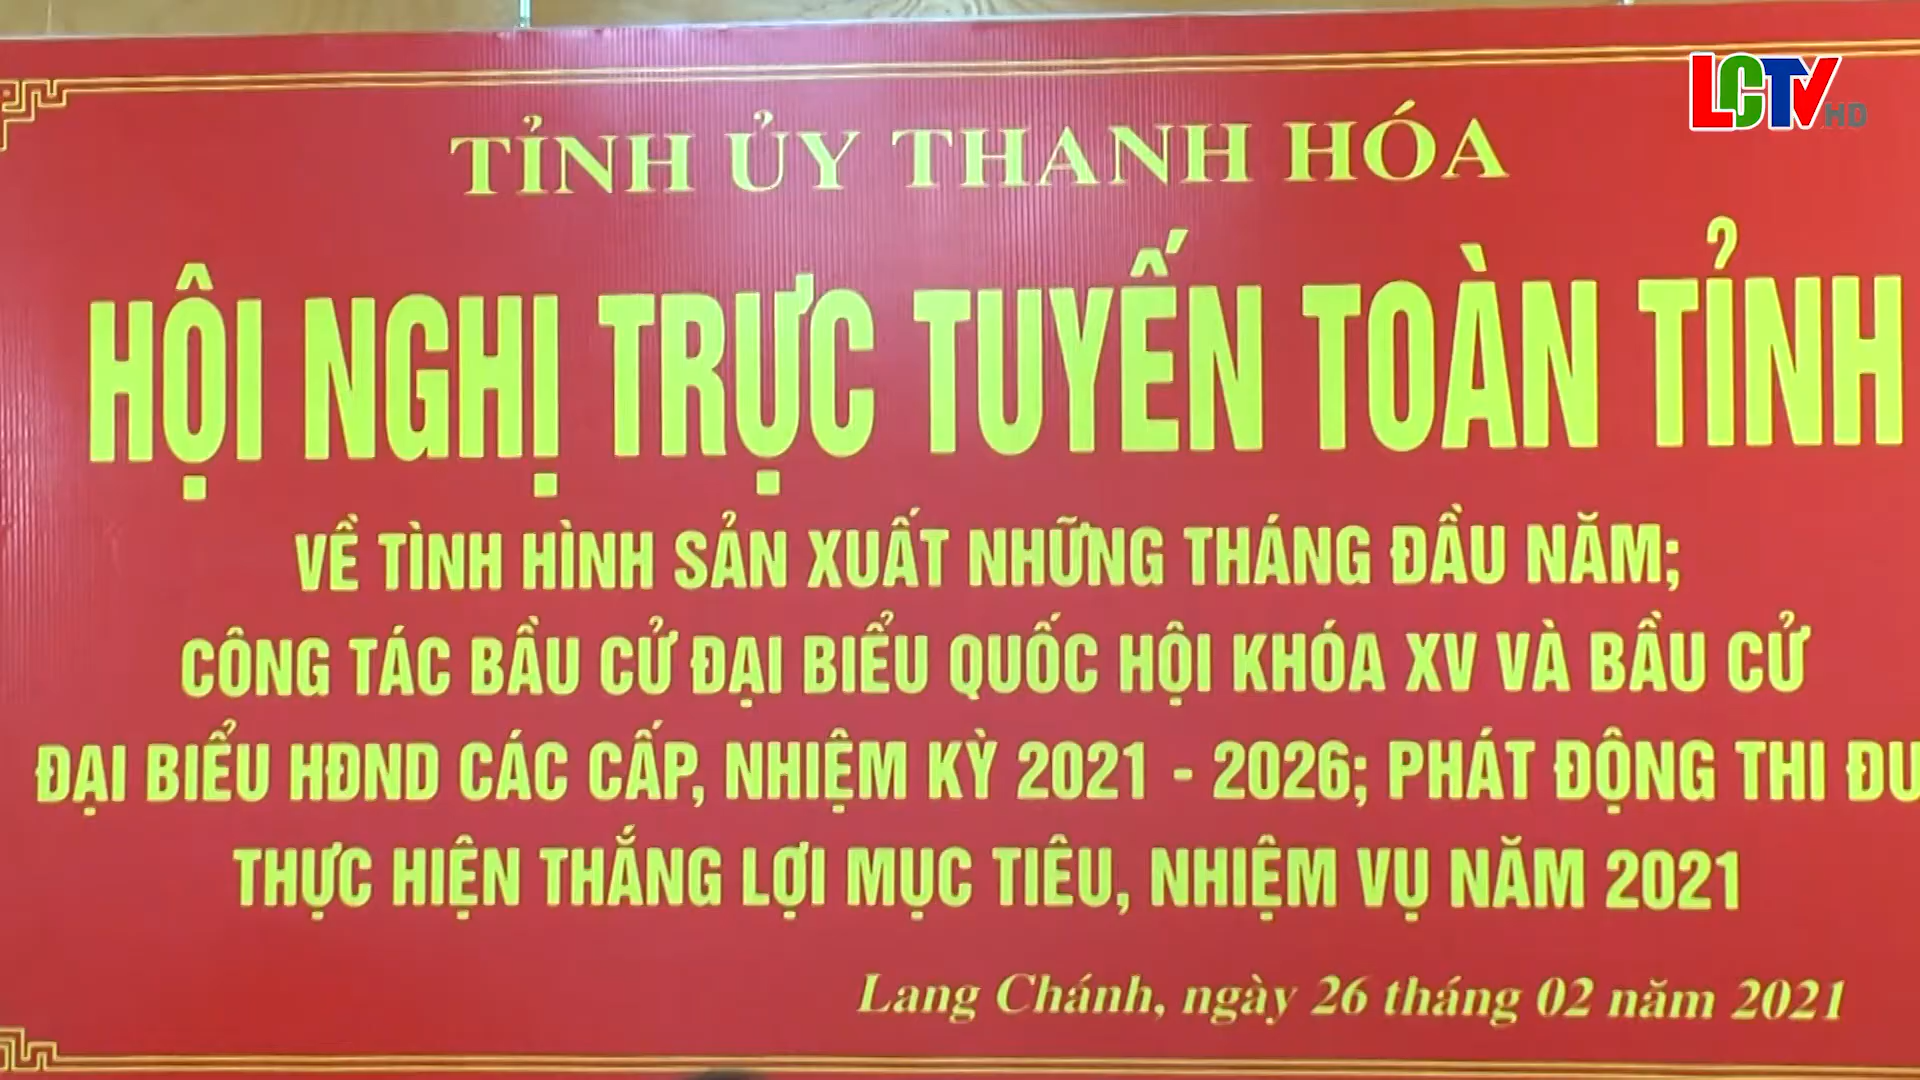 LCTV HD
TỈNH ỦY THANH HÓA
HỘI NGHỊ TRỰC TUYẾN TOÀN TỈNH
VỀ TÌNH HÌNH SẢN XUẤT NHỮNG THÁNG ĐẦU NĂM;
CÔNG TÁC BẦU CỬ ĐẠI BIỂU QUỐC HỘI KHÓA XV VÀ BẦU CỬ
ĐẠI BIỂU HĐND CÁC CẤP, NHIỆM KỲ 2021 - 2026; PHÁT ĐỘNG THI ĐU
THỰC HIỆN THẮNG LỢI MỤC TIÊU, NHIỆM VỤ NĂM 2021
Lang Chánh, ngày 26 tháng 02 năm 2021